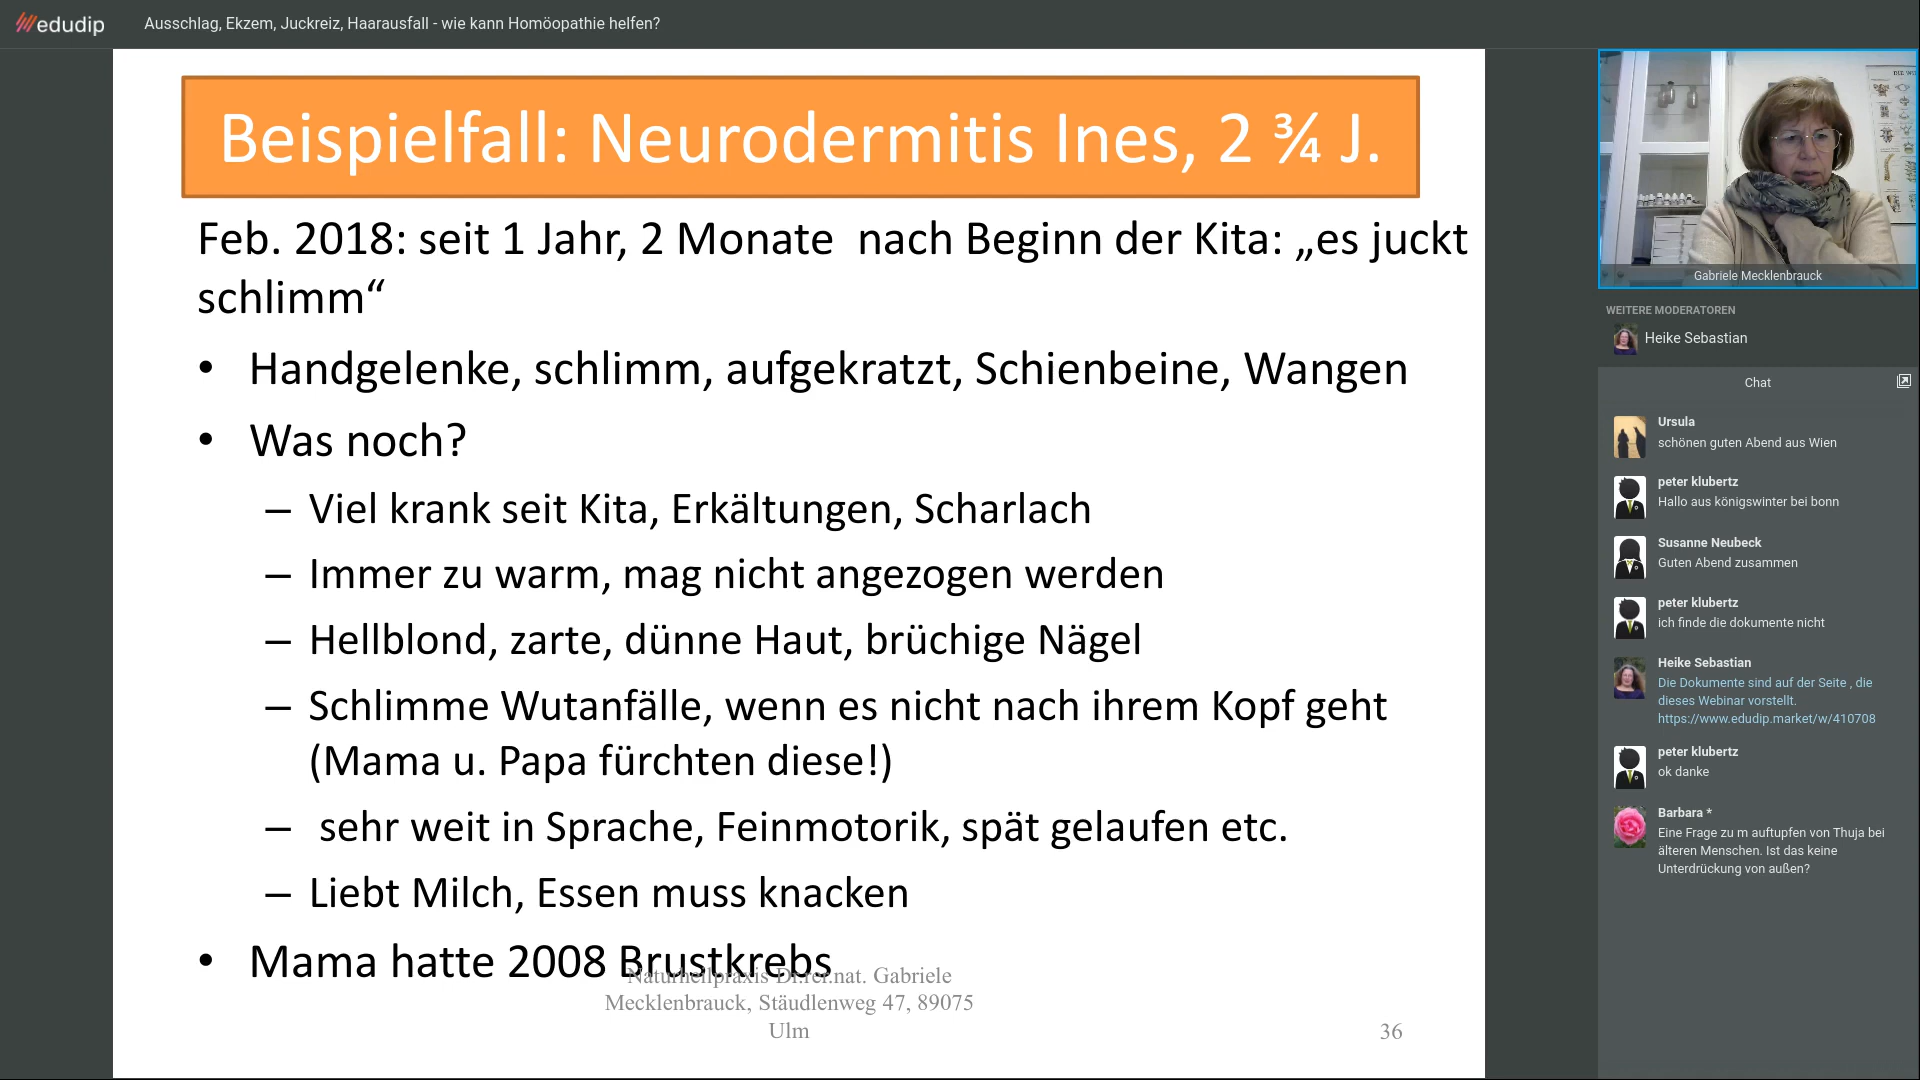 edudip
Ausschlag, Ekzem, Juckreiz, Haarausfall - wie kann Homöopathie helfen?
Beispielfall: Neurodermitis Ines, 2 ¾ J.
Feb. 2018: seit 1 Jahr, 2 Monate  nach Beginn der Kita: „es juckt
schlimm“
• Handgelenke, schlimm, aufgekratzt, Schienbeine, Wangen
• Was noch?
– Viel krank seit Kita, Erkältungen, Scharlach
– Immer zu warm, mag nicht angezogen werden
– Hellblond, zarte, dünne Haut, brüchige Nägel
– Schlimme Wutanfälle, wenn es nicht nach ihrem Kopf geht
(Mama u. Papa fürchten diese!)
– sehr weit in Sprache, Feinmotorik, spät gelaufen etc.
– Liebt Milch, Essen muss knacken
• Mama hatte 2008 Brustkrebs
Naturheilpraxis Dr.rer.nat. Gabriele
Mecklenbrauck, Stäudlenweg 47, 89075
Ulm
36
Gabriele Mecklenbrauck
WEITERE MODERATOREN
Heike Sebastian
Chat
Ursula
schönen guten Abend aus Wien
peter klubertz
Hallo aus königswinter bei bonn
Susanne Neubeck
Guten Abend zusammen
peter klubertz
ich finde die dokumente nicht
Heike Sebastian
Die Dokumente sind auf der Seite , die
dieses Webinar vorstellt.
https://www.edudip.market/w/410708
peter klubertz
ok danke
Barbara *
Eine Frage zu m auftupfen von Thuja bei
älteren Menschen. Ist das keine
Unterdrückung von außen?